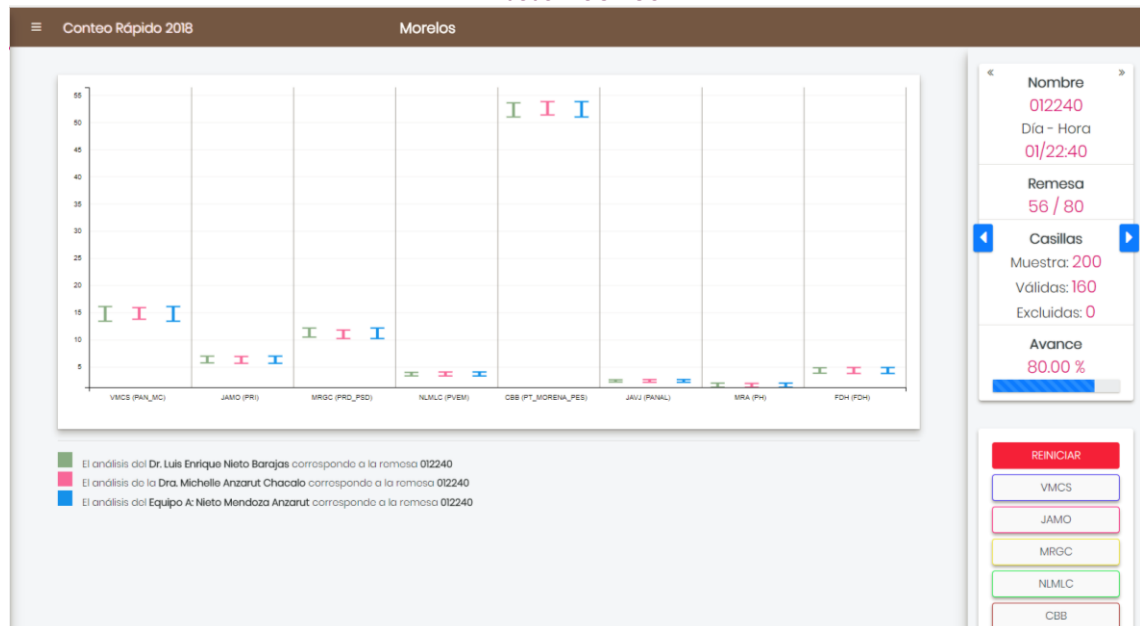 ≡ Conteo Rápido 2018 Morelos
55
50
45
40
35
30
25
20
15
10
5
VMCS (PAN_MC) JAMO (PRI) MRGC (PRD_PSD) NLMLC (PVEM) CBB (PT_MORENA_PES) JAVJ (PANAL) MRA (PH) FDH (FDH)
El análisis del Dr. Luis Enrique Nieto Barajas corresponde a la remesa 012240
El análisis de la Dra. Michelle Anzarut Chacalo corresponde a la remesa 012240
El análisis del Equipo A: Nieto Mendoza Anzarut corresponde a la remesa 012240
« Nombre »
012240
Día - Hora
01/22:40
Remesa
56 / 80
Casillas
Muestra: 200
Válidas: 160
Excluidas: 0
Avance
80.00 %
REINICIAR
VMCS
JAMO
MRGC
NLMLC
CBB